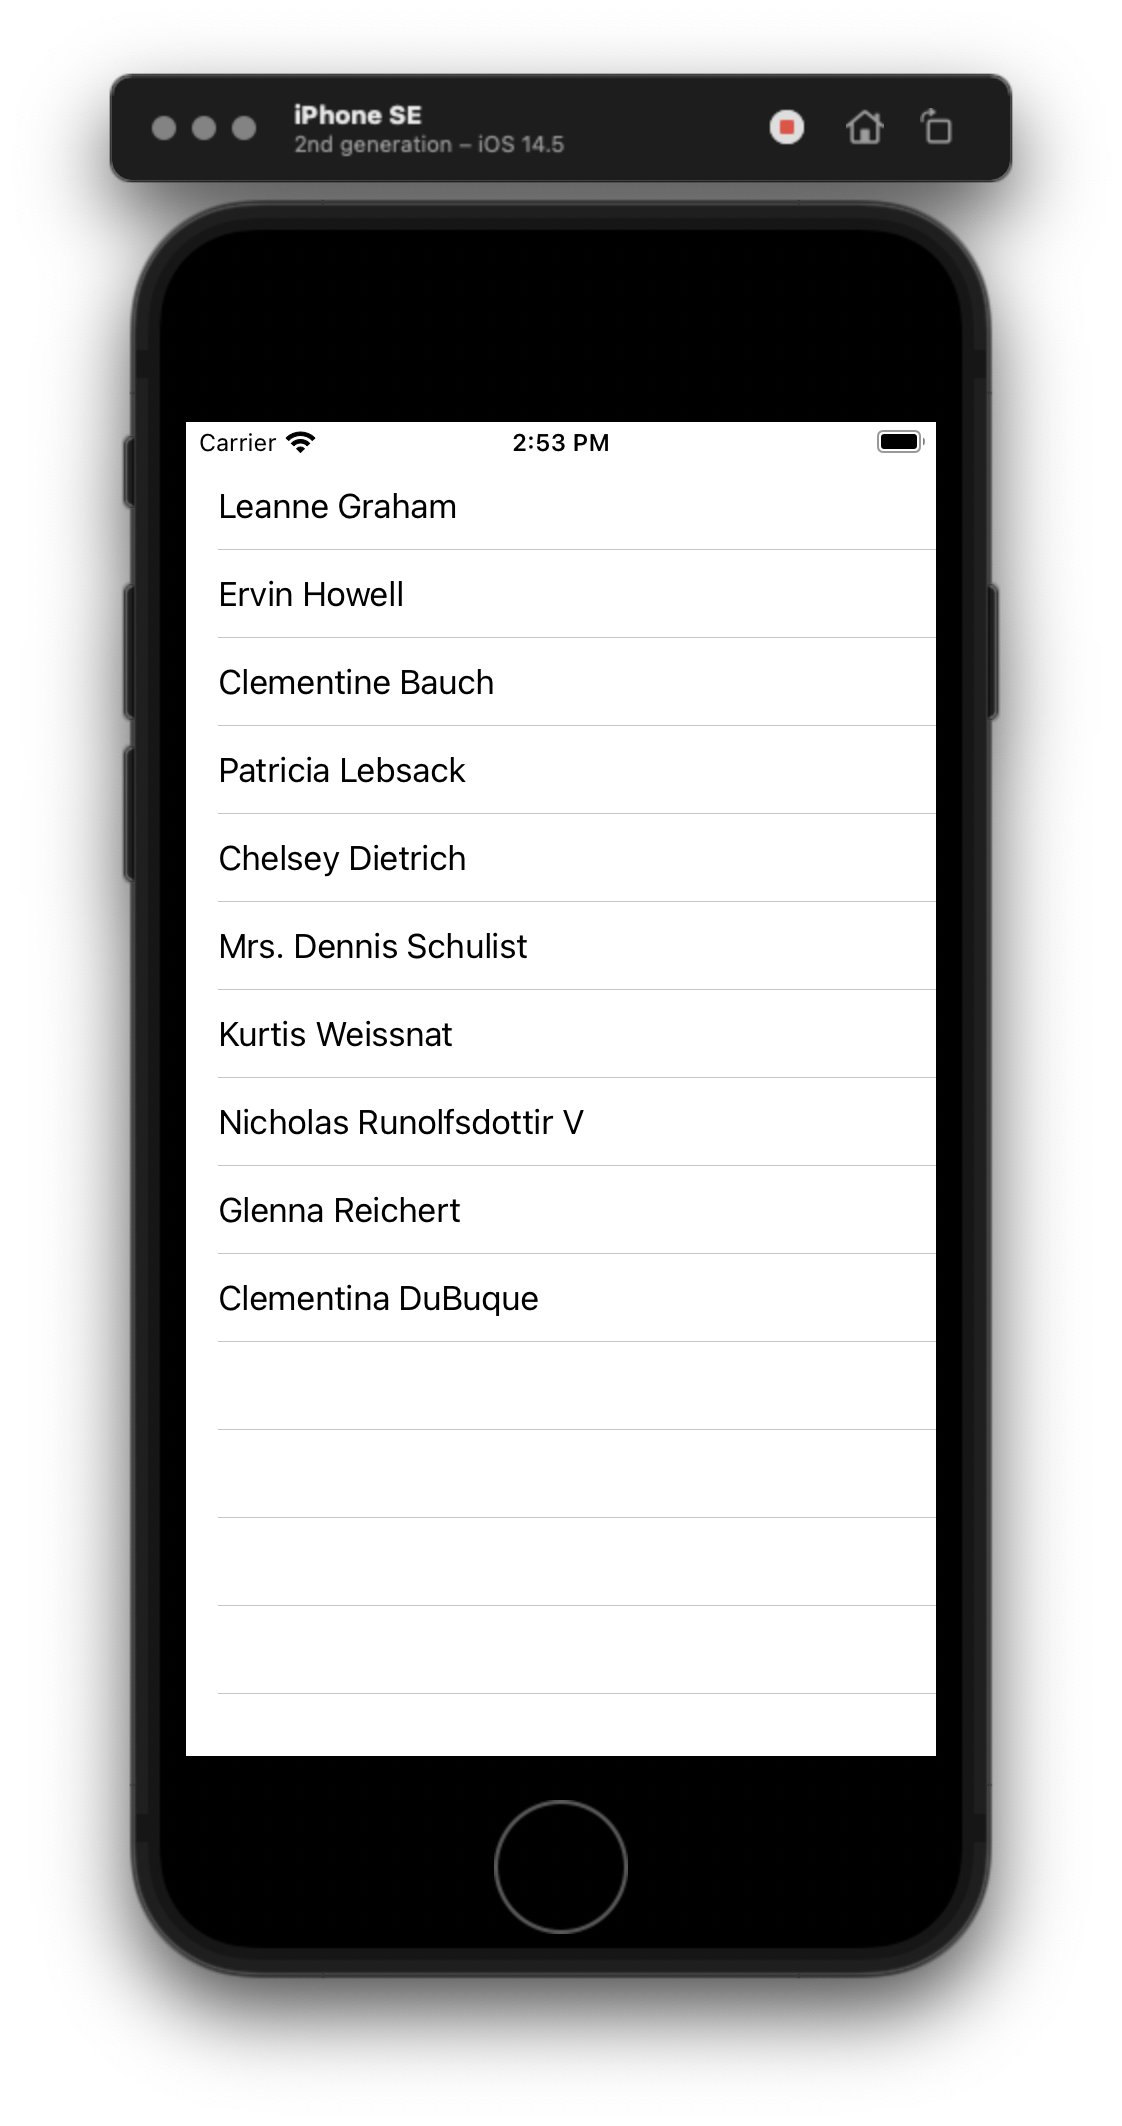 iPhone SE
2nd generation – iOS 14.5
Carrier 2:53 PM
Leanne Graham
Ervin Howell
Clementine Bauch
Patricia Lebsack
Chelsey Dietrich
Mrs. Dennis Schulist
Kurtis Weissnat
Nicholas Runolfsdottir V
Glenna Reichert
Clementina DuBuque